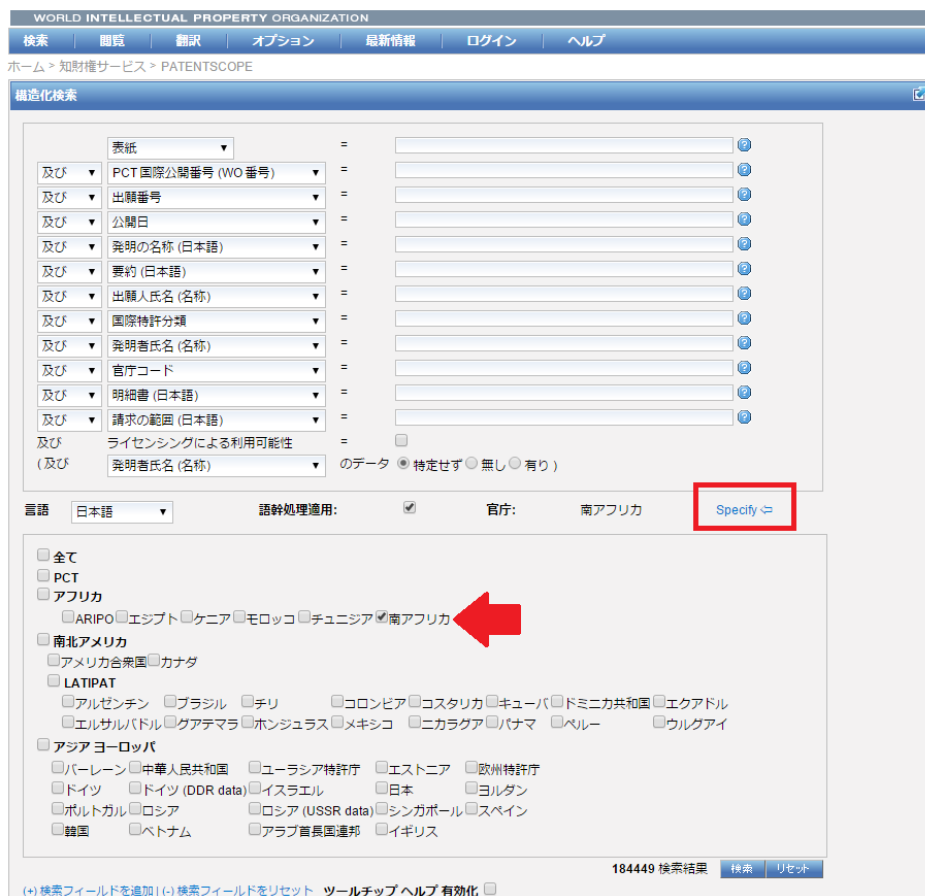 WORLD INTELLECTUAL PROPERTY ORGANIZATION
検索 閲覧 翻訳 オプション 最新情報 ログイン ヘルプ
ホーム > 知財権サービス > PATENTSCOPE
構造化検索
表紙 ▼ =
及び ▼ PCT 国際公開番号 (WO 番号) ▼ =
及び ▼ 出願番号 ▼ =
及び ▼ 公開日 ▼ =
及び ▼ 発明の名称 (日本語) ▼ =
及び ▼ 要約 (日本語) ▼ =
及び ▼ 出願人氏名 (名称) ▼ =
及び ▼ 国際特許分類 ▼ =
及び ▼ 発明者氏名 (名称) ▼ =
及び ▼ 官庁コード ▼ =
及び ▼ 明細書 (日本語) ▼ =
及び ▼ 請求の範囲 (日本語) ▼ =
及び ライセンシングによる利用可能性 =
(及び 発明者氏名 (名称) ▼ のデータ 特定せず 無し 有り )
言語 日本語 ▼ 語幹処理適用: 官庁: 南アフリカ Specify ⇦
全て
PCT
アフリカ
ARIPO エジプト ケニア モロッコ チュニジア 南アフリカ
南北アメリカ
アメリカ合衆国 カナダ
LATIPAT
アルゼンチン ブラジル チリ コロンビア コスタリカ キューバ ドミニカ共和国 エクアドル
エルサルバドル グアテマラ ホンジュラス メキシコ ニカラグア パナマ ペルー ウルグアイ
アジア ヨーロッパ
バーレーン 中華人民共和国 ユーラシア特許庁 エストニア 欧州特許庁
ドイツ ドイツ (DDR data) イスラエル 日本 ヨルダン
ポルトガル ロシア ロシア (USSR data) シンガポール スペイン
韓国 ベトナム アラブ首長国連邦 イギリス
184449 検索結果 検索 リセット
(+) 検索フィールドを追加 | (-) 検索フィールドをリセット ツールチップ ヘルプ 有効化